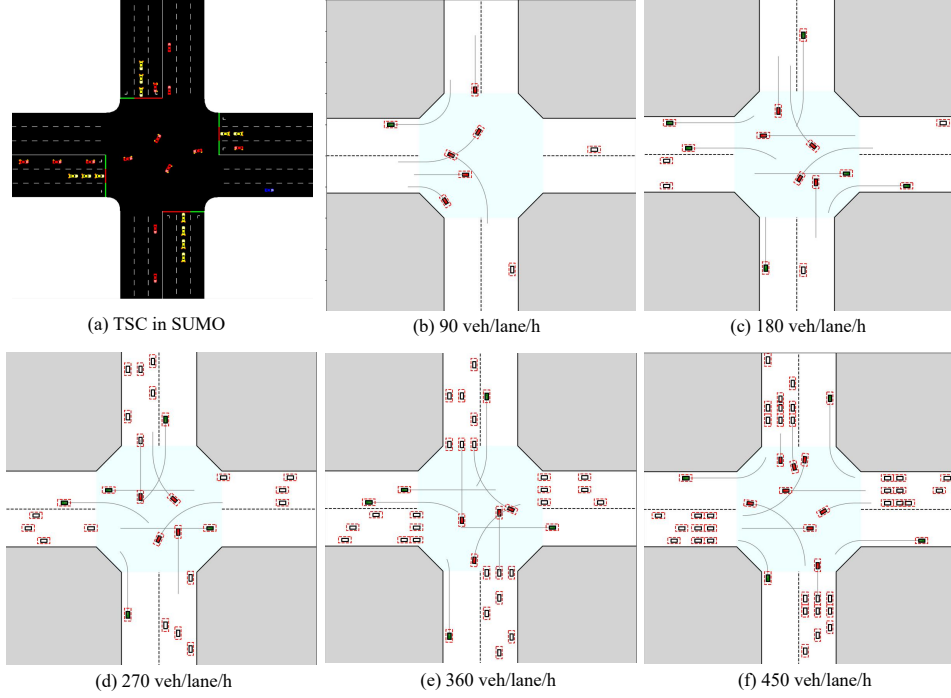 (a) TSC in SUMO
(b) 90 veh/lane/h
(c) 180 veh/lane/h
(d) 270 veh/lane/h
(e) 360 veh/lane/h
(f) 450 veh/lane/h